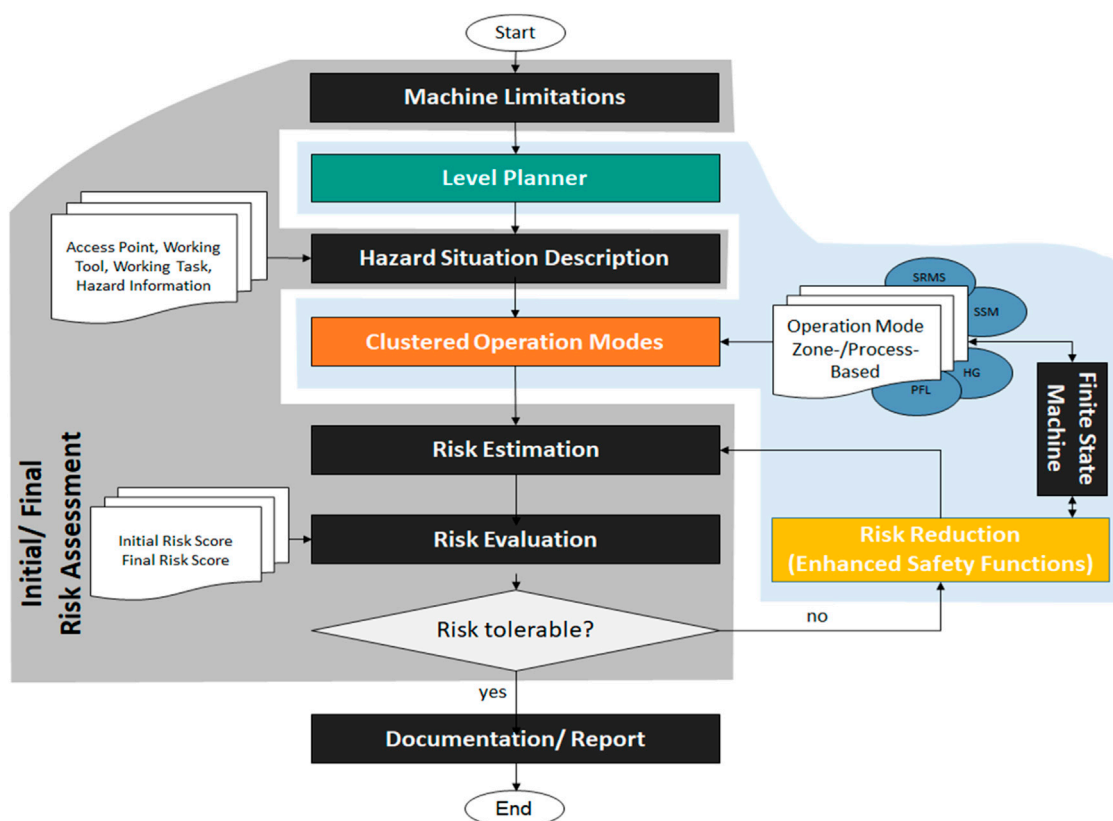 Start
Machine Limitations
Level Planner
Access Point, Working
Tool, Working Task,
Hazard Information
Hazard Situation Description
SRMS
SSM
Clustered Operation Modes
Operation Mode
Zone-/Process-
Based
HG
PFL
Finite State
Machine
Initial/ Final
Risk Assessment
Risk Estimation
Initial Risk Score
Final Risk Score
Risk Evaluation
Risk Reduction
(Enhanced Safety Functions)
Risk tolerable?
no
yes
Documentation/ Report
End